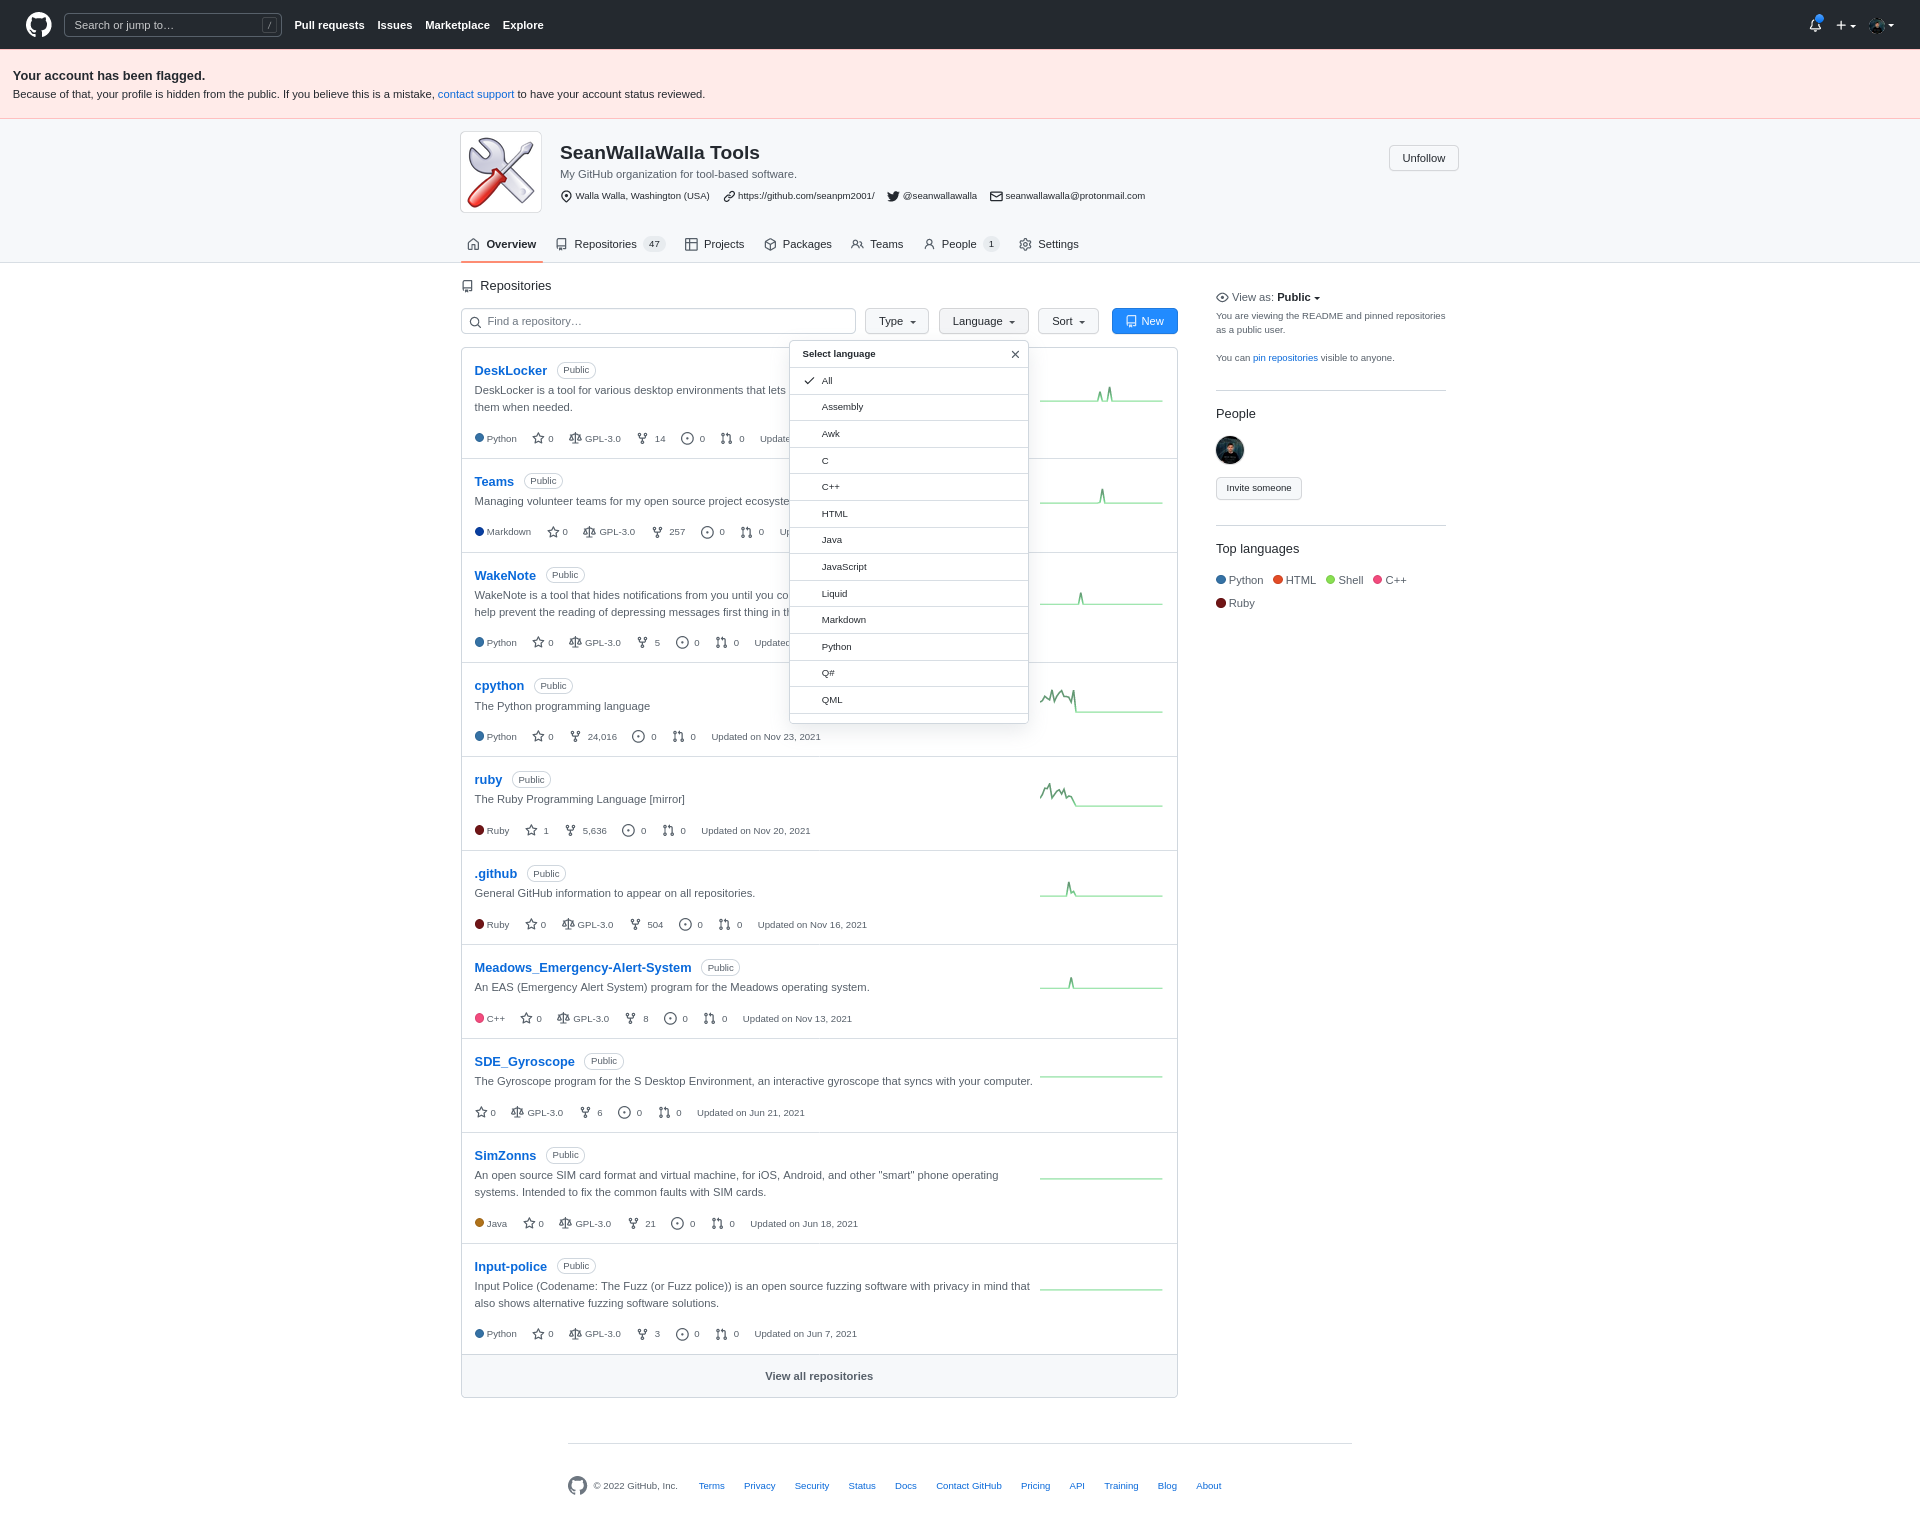 Search or jump to…
/
Pull requests
Issues
Marketplace
Explore
Your account has been flagged.
Because of that, your profile is hidden from the public. If you believe this is a mistake, contact support to have your account status reviewed.
SeanWallaWalla Tools
My GitHub organization for tool-based software.
Walla Walla, Washington (USA)
https://github.com/seanpm2001/
@seanwallawalla
seanwallawalla@protonmail.com
Unfollow
Overview
Repositories 47
Projects
Packages
Teams
People 1
Settings
Repositories
Find a repository…
Type
Language
Sort
New
Select language
All
Assembly
Awk
C
C++
HTML
Java
JavaScript
Liquid
Markdown
Python
Q#
QML
DeskLocker Public
DeskLocker is a tool for various desktop environments that lets
them when needed.
Python 0 GPL-3.0 14 0 0
Teams Public
Managing volunteer teams for my open source project ecosyste
Markdown 0 GPL-3.0 257 0 0
WakeNote Public
WakeNote is a tool that hides notifications from you until you co
help prevent the reading of depressing messages first thing in th
Python 0 GPL-3.0 5 0 0 Updated
cpython Public
The Python programming language
Python 0 24,016 0 0 Updated on Nov 23, 2021
ruby Public
The Ruby Programming Language [mirror]
Ruby 1 5,636 0 0 Updated on Nov 20, 2021
.github Public
General GitHub information to appear on all repositories.
Ruby 0 GPL-3.0 504 0 0 Updated on Nov 16, 2021
Meadows_Emergency-Alert-System Public
An EAS (Emergency Alert System) program for the Meadows operating system.
C++ 0 GPL-3.0 8 0 0 Updated on Nov 13, 2021
SDE_Gyroscope Public
The Gyroscope program for the S Desktop Environment, an interactive gyroscope that syncs with your computer.
0 GPL-3.0 6 0 0 Updated on Jun 21, 2021
SimZonns Public
An open source SIM card format and virtual machine, for iOS, Android, and other "smart" phone operating
systems. Intended to fix the common faults with SIM cards.
Java 0 GPL-3.0 21 0 0 Updated on Jun 18, 2021
Input-police Public
Input Police (Codename: The Fuzz (or Fuzz police)) is an open source fuzzing software with privacy in mind that
also shows alternative fuzzing software solutions.
Python 0 GPL-3.0 3 0 0 Updated on Jun 7, 2021
View all repositories
View as: Public
You are viewing the README and pinned repositories
as a public user.
You can pin repositories visible to anyone.
People
Invite someone
Top languages
Python HTML Shell C++
Ruby
© 2022 GitHub, Inc.
Terms
Privacy
Security
Status
Docs
Contact GitHub
Pricing
API
Training
Blog
About